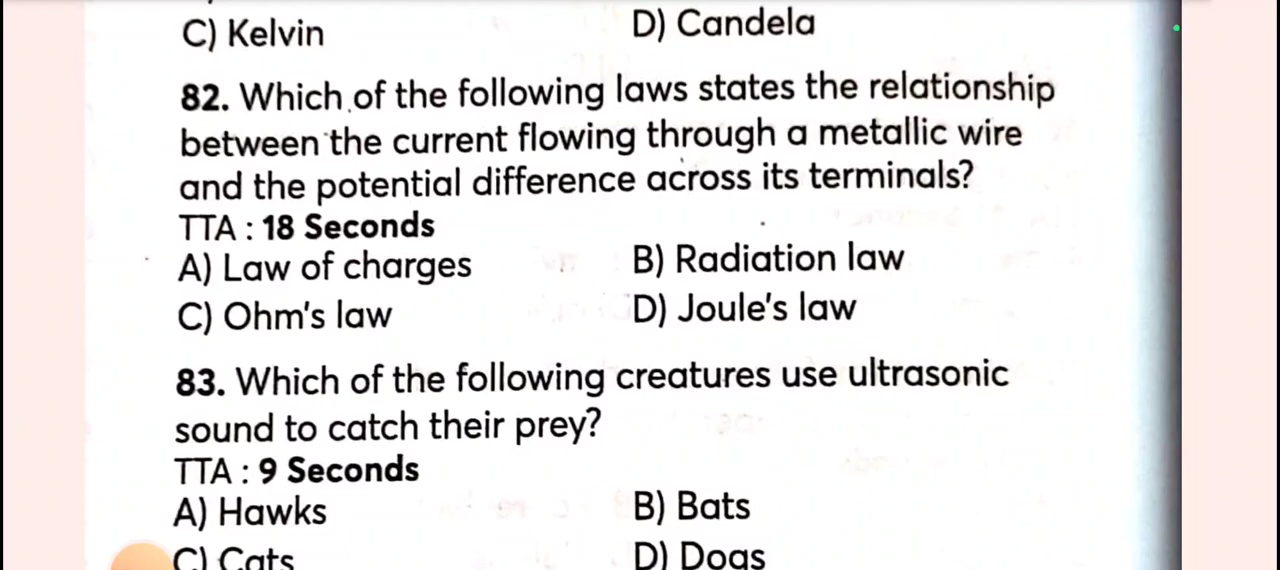 C) Kelvin D) Candela
82. Which of the following laws states the relationship
between the current flowing through a metallic wire
and the potential difference across its terminals?
TTA : 18 Seconds
A) Law of charges B) Radiation law
C) Ohm's law D) Joule's law
83. Which of the following creatures use ultrasonic
sound to catch their prey?
TTA : 9 Seconds
A) Hawks B) Bats
C) Cats D) Dogs